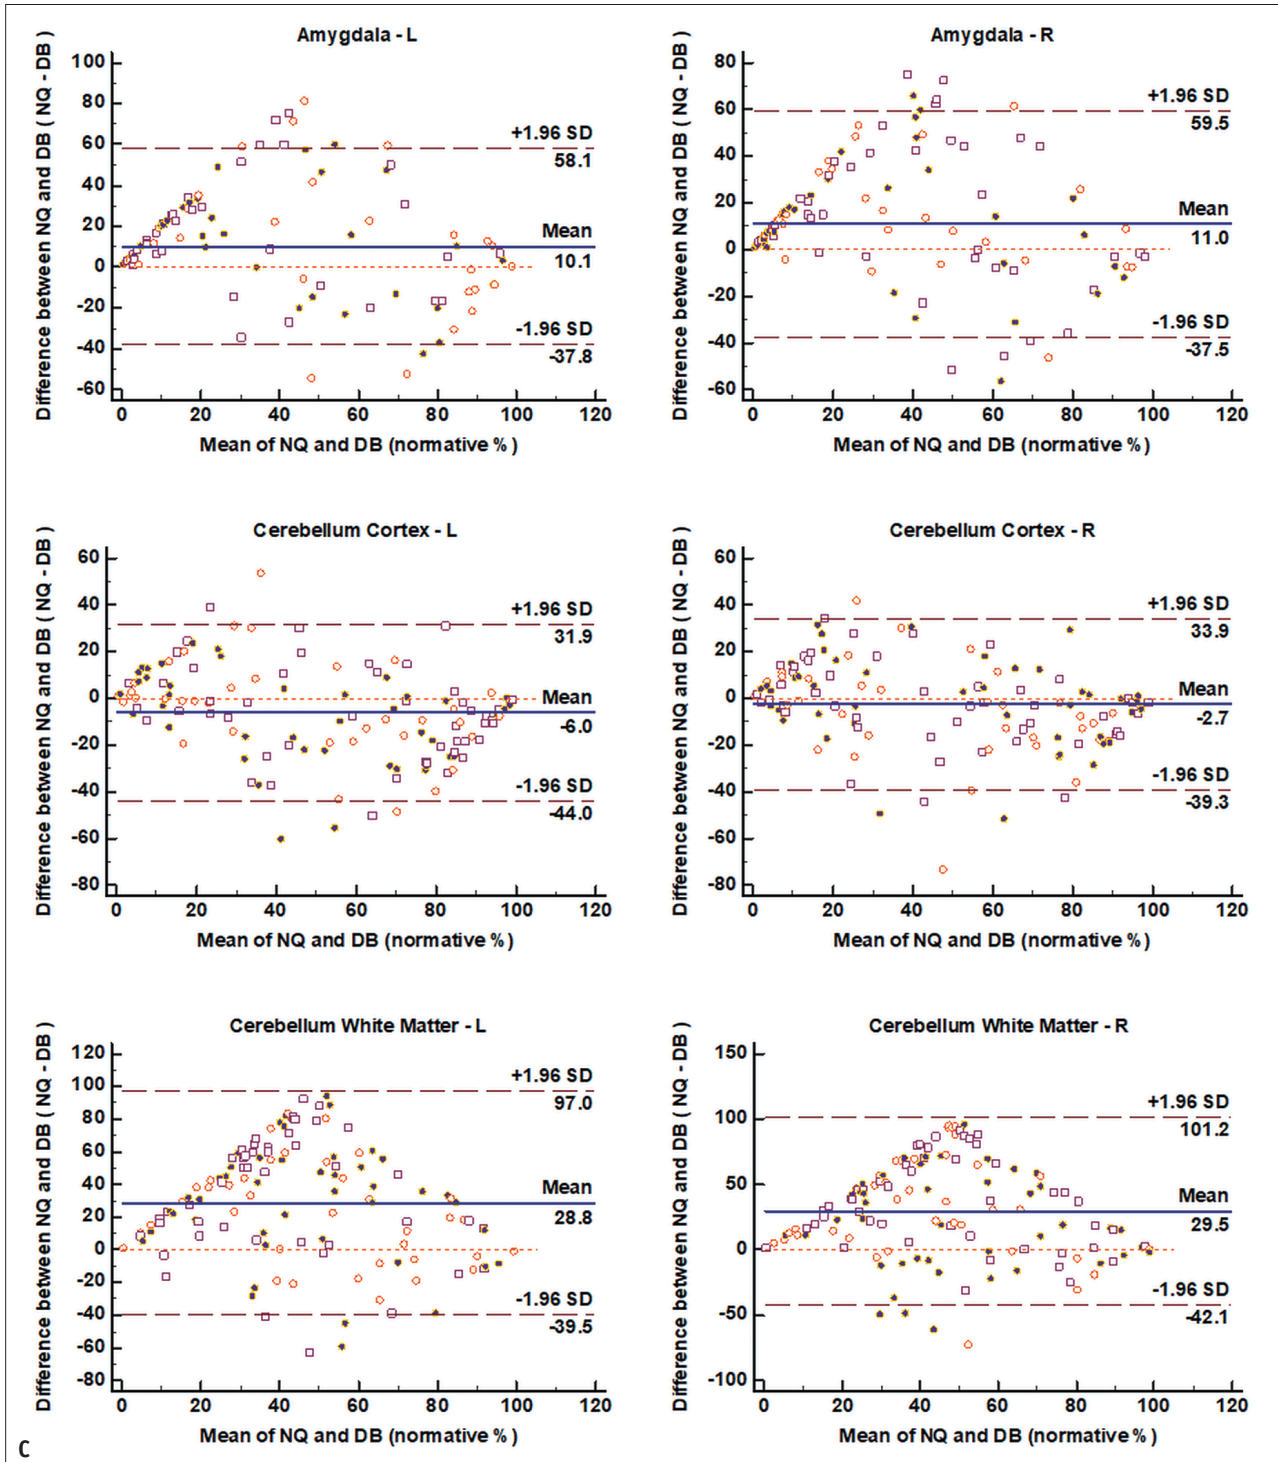 Amygdala - L
Difference between NQ and DB ( NQ - DB )
100
80
60
40
20
0
-20
-40
-60
+1.96 SD
58.1
Mean
10.1
-1.96 SD
-37.8
0 20 40 60 80 100 120
Mean of NQ and DB (normative %)
Amygdala - R
Difference between NQ and DB ( NQ - DB )
80
60
40
20
0
-20
-40
-60
+1.96 SD
59.5
Mean
11.0
-1.96 SD
-37.5
0 20 40 60 80 100 120
Mean of NQ and DB (normative %)
Cerebellum Cortex - L
Difference between NQ and DB ( NQ - DB)
60
40
20
0
-20
-40
-60
-80
+1.96 SD
31.9
Mean
-6.0
-1.96 SD
-44.0
0 20 40 60 80 100 120
Mean of NQ and DB (normative %)
Cerebellum Cortex - R
Difference between NQ and DB ( NQ - DB)
60
40
20
0
-20
-40
-60
-80
+1.96 SD
33.9
Mean
-2.7
-1.96 SD
-39.3
0 20 40 60 80 100 120
Mean of NQ and DB (normative %)
Cerebellum White Matter - L
Difference between NQ and DB ( NQ - DB )
120
100
80
60
40
20
0
-20
-40
-60
-80
+1.96 SD
97.0
Mean
28.8
-1.96 SD
-39.5
0 20 40 60 80 100 120
Mean of NQ and DB (normative % )
Cerebellum White Matter - R
Difference between NQ and DB ( NQ - DB)
150
100
50
0
-50
-100
+1.96 SD
101.2
Mean
29.5
-1.96 SD
-42.1
0 20 40 60 80 100 120
Mean of NQ and DB (normative % )
C